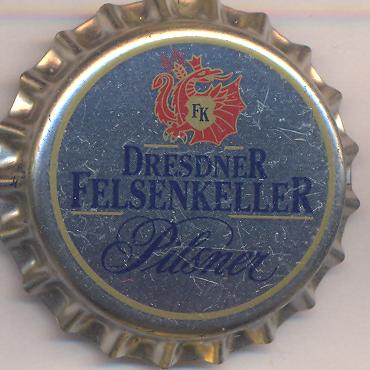 FK
DRESDNER
FELSENKELLER
Pilsner